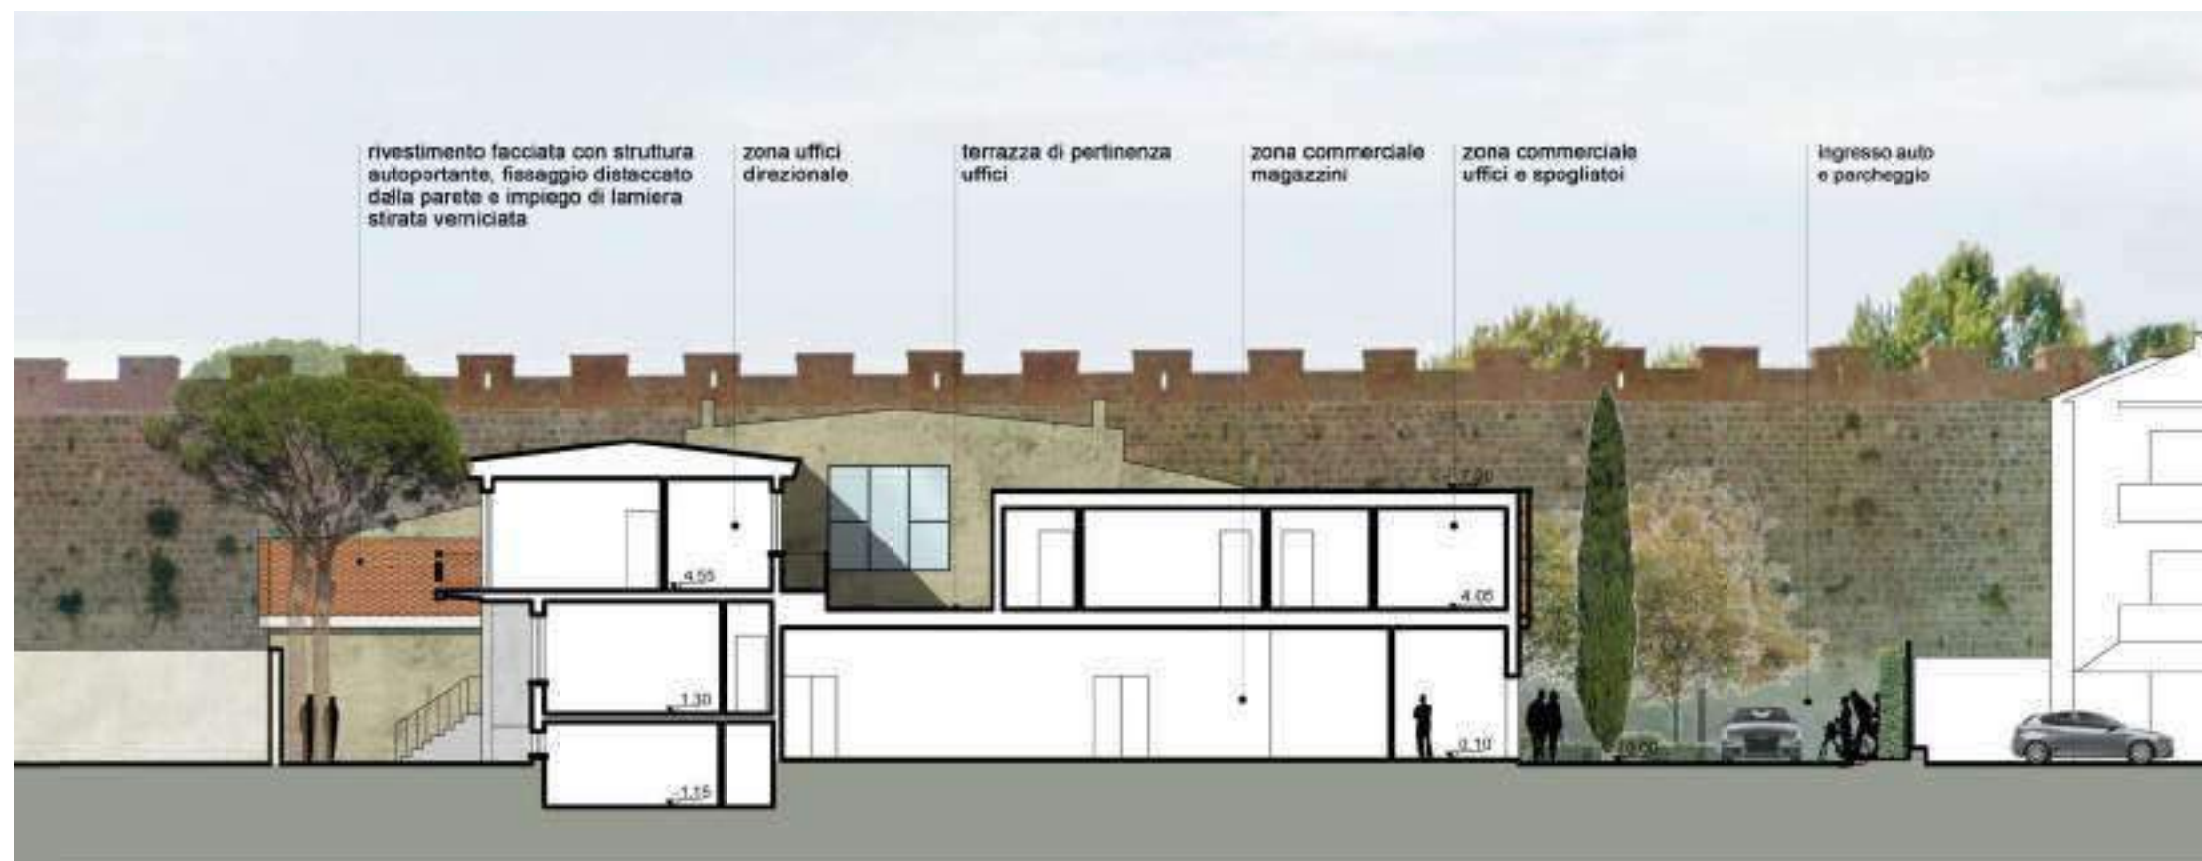 rivestimento facciata con struttura
autoportante, fissaggio distaccato
dalla parete e impiego di lamiera
stirata verniciata
zona uffici
direzionale
terrazza di pertinenza
uffici
zona commerciale
magazzini
zona commerciale
uffici e spogliatoi
ingresso auto
e parcheggio
4.55
4.05
1.30
0.10
-1.15